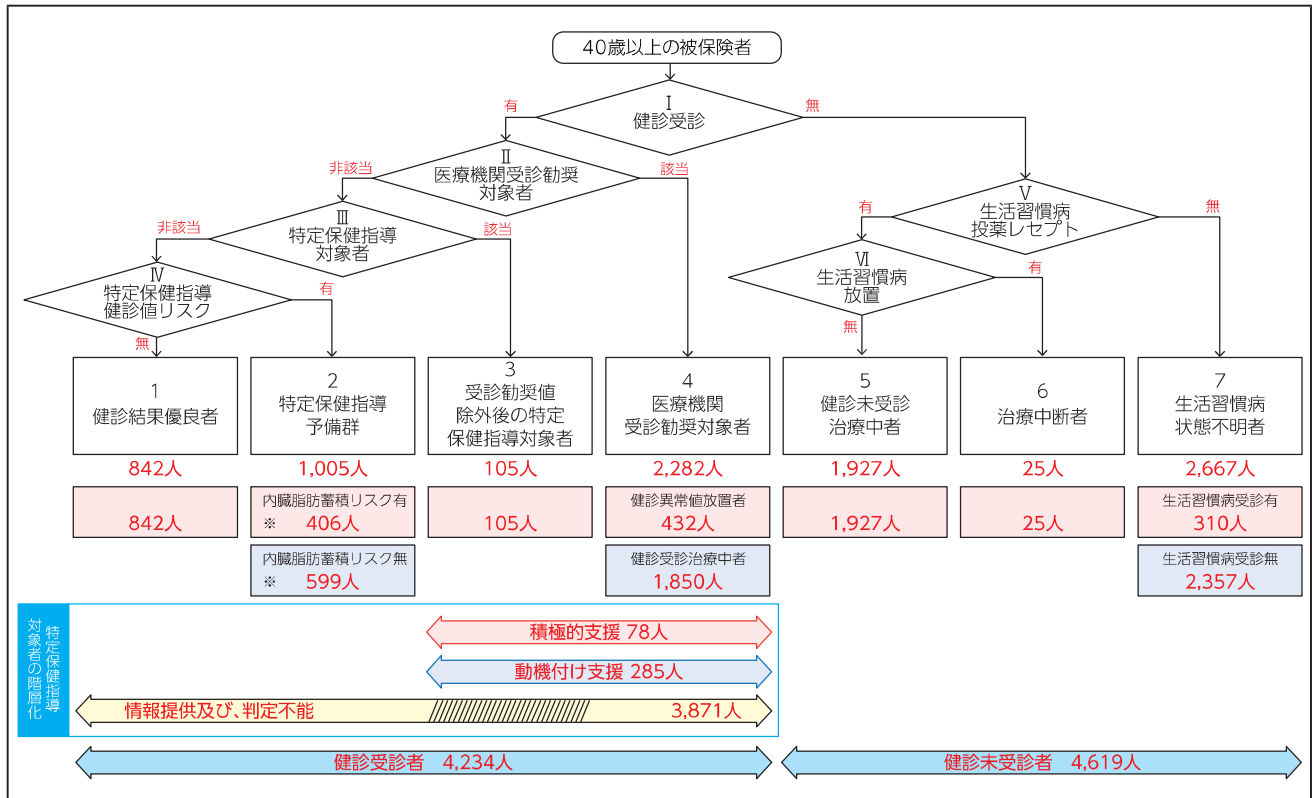 40歳以上の被保険者
Ⅰ
健診受診
有
無
Ⅱ
医療機関受診勧奨
対象者
非該当
該当
Ⅲ
特定保健指導
対象者
非該当
該当
Ⅳ
特定保健指導
健診値リスク
有
無
Ⅴ
生活習慣病
投薬レセプト
有
無
Ⅵ
生活習慣病
放置
有
無
1
健診結果優良者
842人
842人
2
特定保健指導
予備群
1,005人
内臓脂肪蓄積リスク有
※ 406人
内臓脂肪蓄積リスク無
※ 599人
3
受診勧奨値
除外後の特定
保健指導対象者
105人
105人
4
医療機関
受診勧奨対象者
2,282人
健診異常値放置者
432人
健診受診治療中者
1,850人
5
健診未受診
治療中者
1,927人
1,927人
6
治療中断者
25人
25人
7
生活習慣病
状態不明者
2,667人
生活習慣病受診有
310人
生活習慣病受診無
2,357人
特定保健指導
対象者の階層化
積極的支援 78人
動機付け支援 285人
情報提供及び、判定不能 3,871人
健診受診者 4,234人
健診未受診者 4,619人